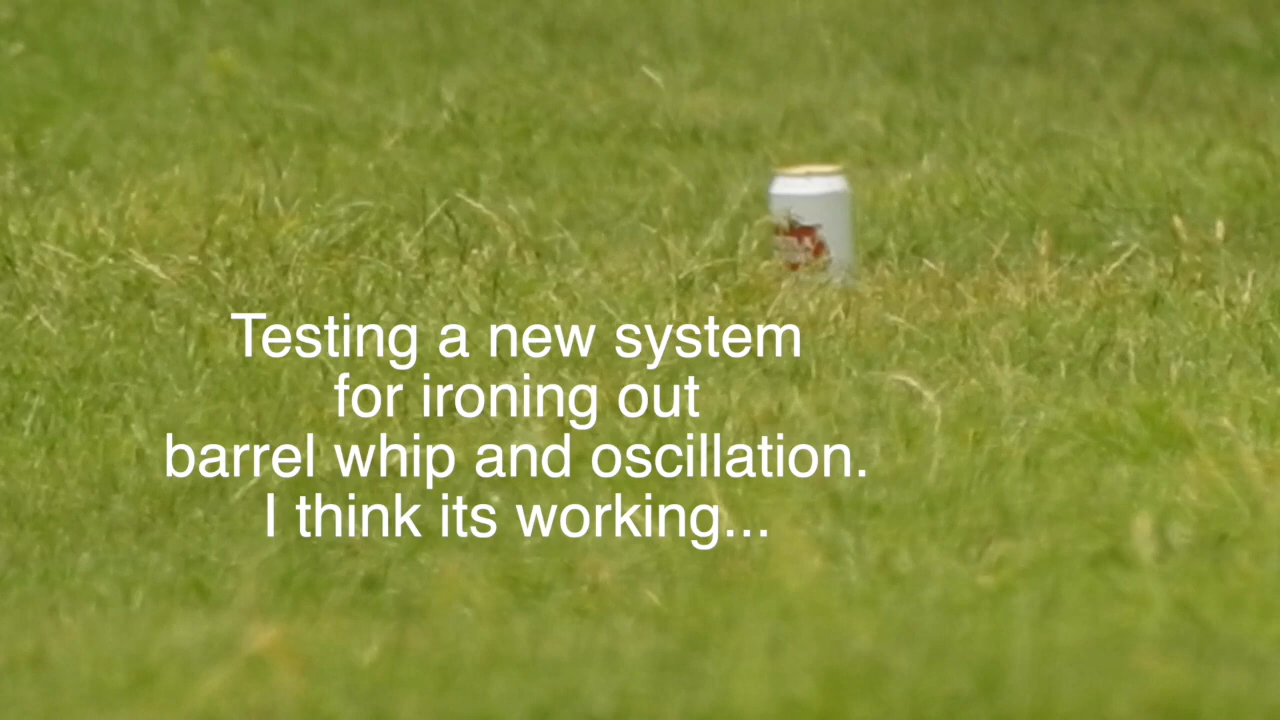 Testing a new system
for ironing out
barrel whip and oscillation.
I think its working...